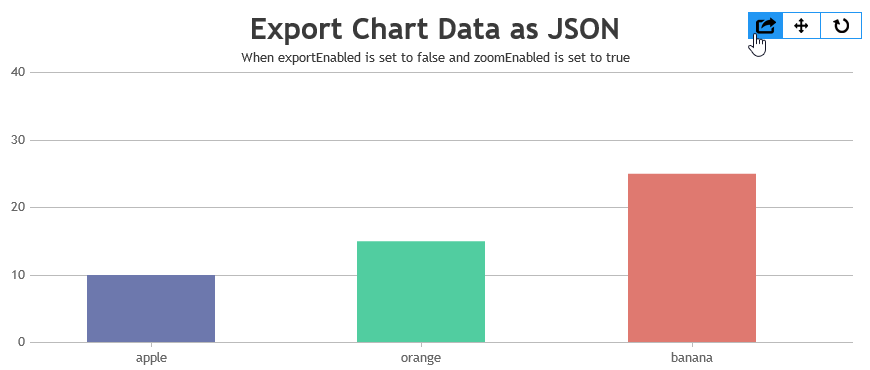 Export Chart Data as JSON
When exportEnabled is set to false and zoomEnabled is set to true
40
30
20
10
0
apple orange banana